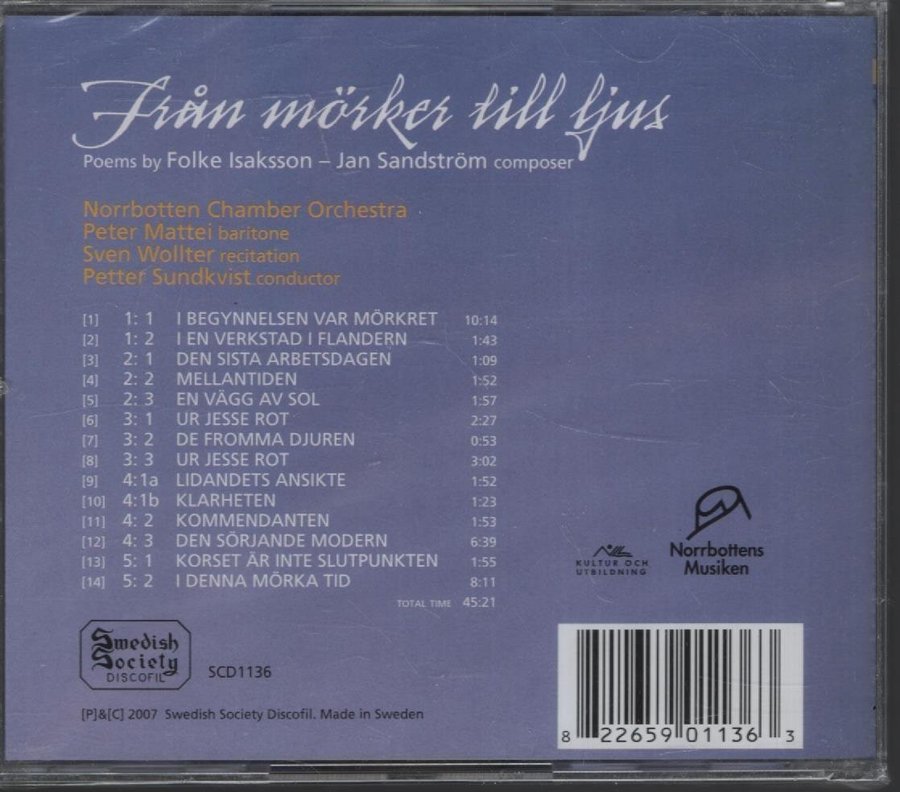 Från mörker till ljus
Poems by Folke Isaksson – Jan Sandström composer
Norrbotten Chamber Orchestra
Peter Mattei baritone
Sven Wollter recitation
Petter Sundkvist conductor
[1] 1: 1 I BEGYNNELSEN VAR MÖRKRET 10:14
[2] 1: 2 I EN VERKSTAD I FLANDERN 1:43
[3] 2: 1 DEN SISTA ARBETSDAGEN 1:09
[4] 2: 2 MELLANTIDEN 1:52
[5] 2: 3 EN VÄGG AV SOL 1:57
[6] 3: 1 UR JESSE ROT 2:27
[7] 3: 2 DE FROMMA DJUREN 0:53
[8] 3: 3 UR JESSE ROT 3:02
[9] 4:1a LIDANDETS ANSIKTE 1:52
[10] 4:1b KLARHETEN 1:23
[11] 4: 2 KOMMENDANTEN 1:53
[12] 4: 3 DEN SÖRJANDE MODERN 6:39
[13] 5: 1 KORSET ÄR INTE SLUTPUNKTEN 1:55
[14] 5: 2 I DENNA MÖRKA TID 8:11
TOTAL TIME 45:21
KULTUR OCH
UTBILDNING
Norrbottens
Musiken
Swedish
Society
DISCOFIL
SCD1136
[P]&[C] 2007 Swedish Society Discofil. Made in Sweden
8 22659 01136 3